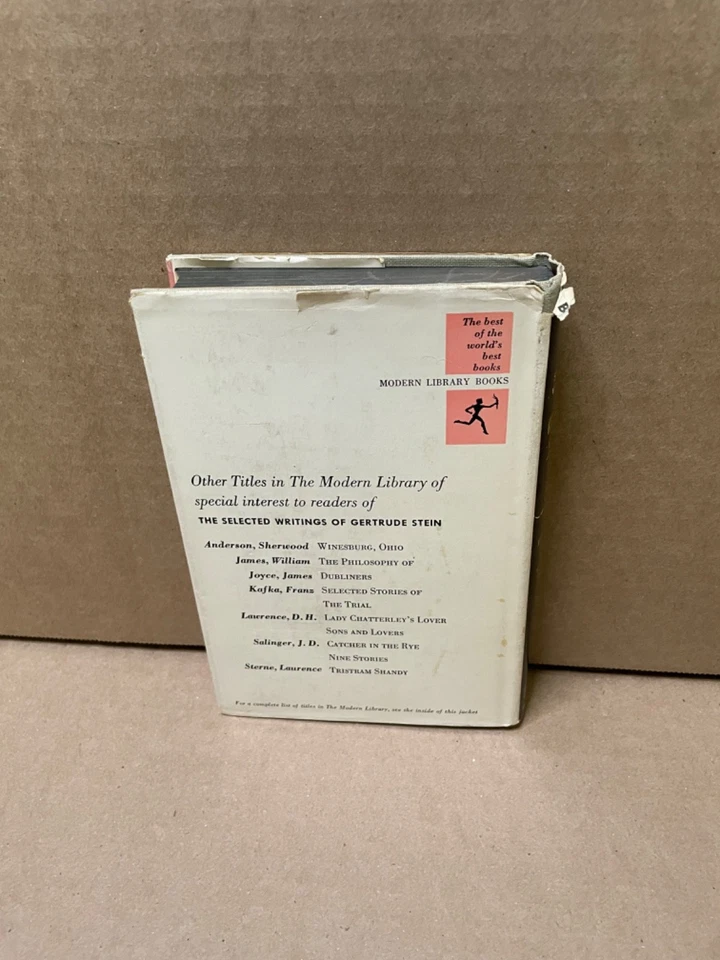 The best
of the
world's
best
books
MODERN LIBRARY BOOKS
Other Titles in The Modern Library of
special interest to readers of
THE SELECTED WRITINGS OF GERTRUDE STEIN
Anderson, Sherwood WINESBURG, OHIO
James, William THE PHILOSOPHY OF
Joyce, James DUBLINERS
Kafka, Franz SELECTED STORIES OF
THE TRIAL
Lawrence, D. H. LADY CHATTERLEY'S LOVER
SONS AND LOVERS
Salinger, J. D. CATCHER IN THE RYE
NINE STORIES
Sterne, Laurence TRISTRAM SHANDY
For a complete list of titles in The Modern Library, see the inside of this jacket
B